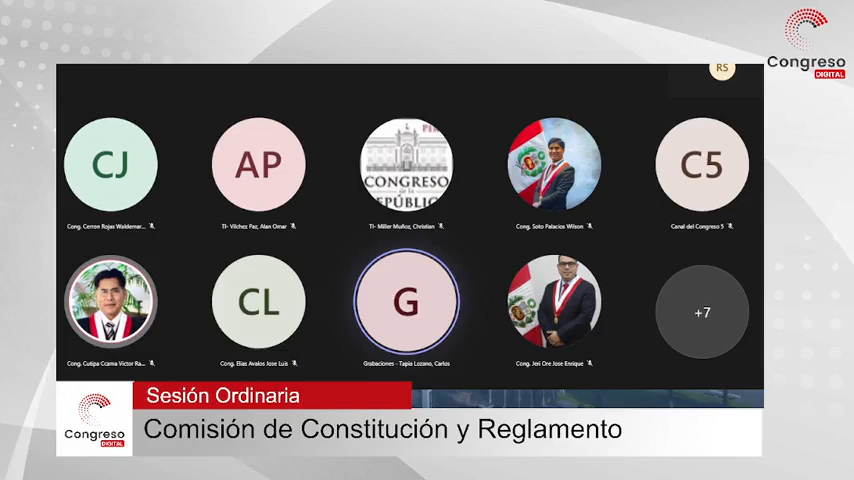 Congreso
DIGITAL
RS
CJ
AP
CONGRESO
de la
REPÚBLIC
C5
Cong. Cerron Rojas Waldemar...
TI- Vilchez Paz, Alan Omar
TI- Miller Muñoz, Christian
Cong. Soto Palacios Wilson
Canal del Congreso 5
CL
G
+7
Cong. Cutipa Ccama Victor Ra...
Cong. Elias Avalos Jose Luis
Grabaciones - Tapia Lozano, Carlos
Cong. Jeri Ore Jose Enrique
Sesión Ordinaria
Congreso
DIGITAL
Comisión de Constitución y Reglamento